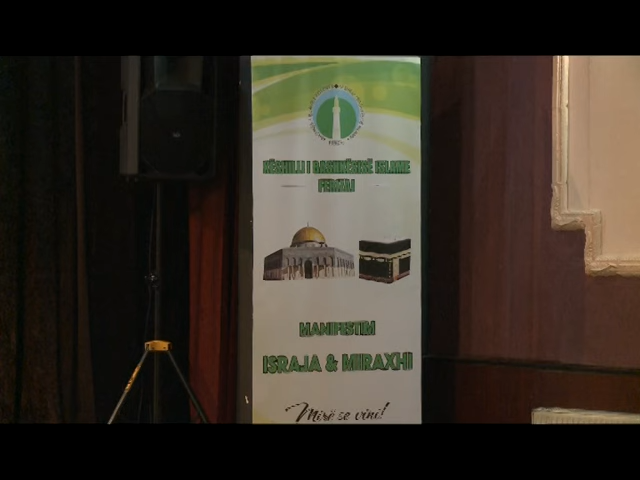 KËSHILLI I BASHKËSISË ISLAME
FERIZAJ
MANIFESTIM
ISRAJA & MIRAXHI
Mirë se vini!